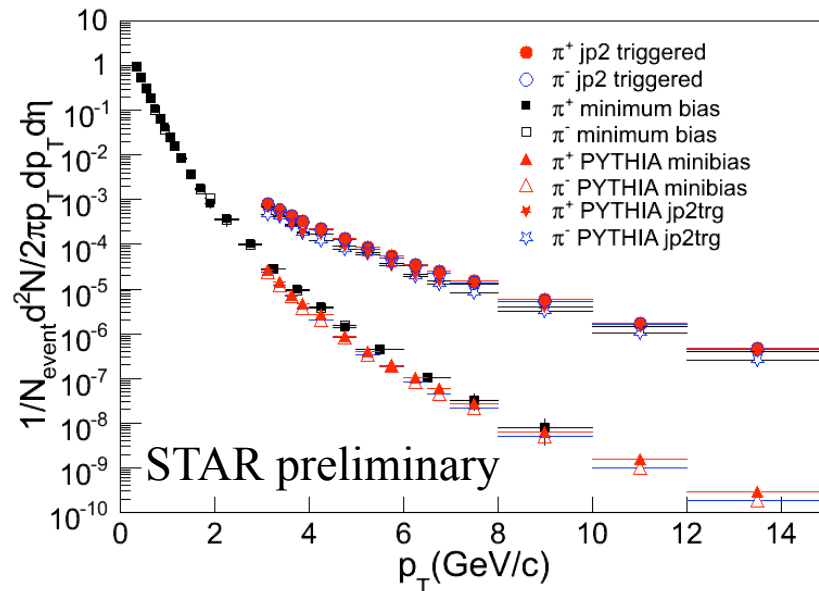 1/N_event d²N/2πp_T dp_T dη
1
10⁻¹
10⁻²
10⁻³
10⁻⁴
10⁻⁵
10⁻⁶
10⁻⁷
10⁻⁸
10⁻⁹
10⁻¹⁰
π⁺ jp2 triggered
π⁻ jp2 triggered
π⁺ minimum bias
π⁻ minimum bias
π⁺ PYTHIA minibias
π⁻ PYTHIA minibias
π⁺ PYTHIA jp2trg
π⁻ PYTHIA jp2trg
STAR preliminary
0 2 4 6 8 10 12 14
p_T(GeV/c)